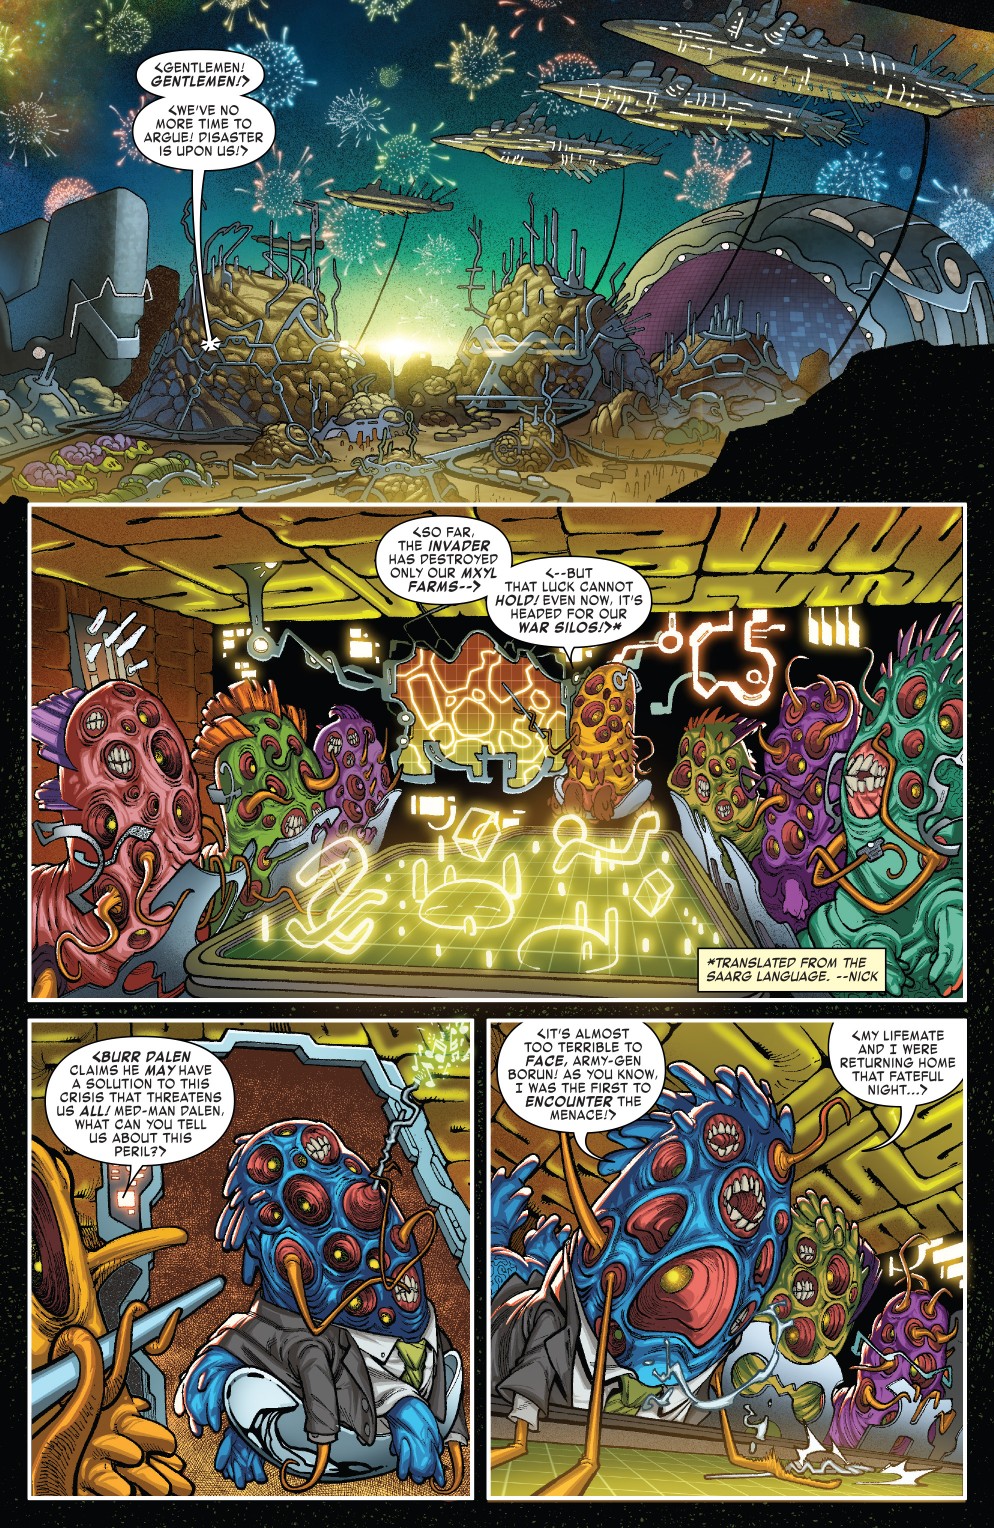 <GENTLEMEN!
GENTLEMEN!>
<WE'VE NO
MORE TIME TO
ARGUE! DISASTER
IS UPON US!>
<SO FAR,
THE INVADER
HAS DESTROYED
ONLY OUR MXYL
FARMS-->
<--BUT
THAT LUCK CANNOT
HOLD! EVEN NOW, IT'S
HEADED FOR OUR
WAR SILOS!>*
*TRANSLATED FROM THE
SAARG LANGUAGE. --NICK
<BURR DALEN
CLAIMS HE MAY HAVE
A SOLUTION TO THIS
CRISIS THAT THREATENS
US ALL! MED-MAN DALEN,
WHAT CAN YOU TELL
US ABOUT THIS
PERIL?>
<IT'S ALMOST
TOO TERRIBLE TO
FACE, ARMY-GEN
BORUN! AS YOU KNOW,
I WAS THE FIRST TO
ENCOUNTER THE
MENACE!>
<MY LIFEMATE
AND I WERE
RETURNING HOME
THAT FATEFUL
NIGHT...>